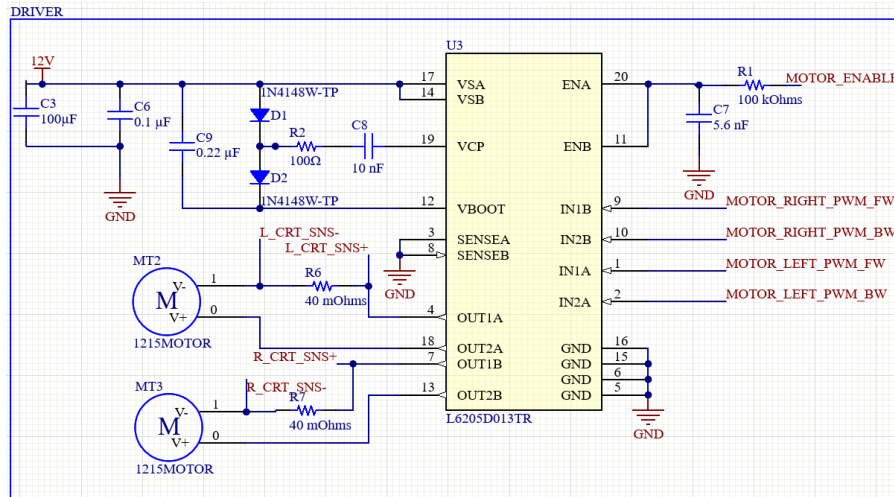 DRIVER
12V
C3
100µF
C6
0.1 µF
C9
0.22 µF
GND
1N4148W-TP
D1
R2
100Ω
C8
10 nF
D2
1N4148W-TP
U3
17 VSA
14 VSB
19 VCP
12 VBOOT
3 SENSEA
8 SENSEB
4 OUT1A
18 OUT2A
7 OUT1B
13 OUT2B
ENA 20
ENB 11
IN1B 9
IN2B 10
IN1A 1
IN2A 2
GND 16
GND 15
GND 6
GND 5
L6205D013TR
GND
R1
100 kOhms
MOTOR_ENABLE
C7
5.6 nF
GND
MOTOR_RIGHT_PWM_FW
MOTOR_RIGHT_PWM_BW
MOTOR_LEFT_PWM_FW
MOTOR_LEFT_PWM_BW
GND
L_CRT_SNS-
L_CRT_SNS+
MT2
M
V- 1
V+ 0
1215MOTOR
R6
40 mOhms
R_CRT_SNS+
R_CRT_SNS-
MT3
M
V- 1
V+ 0
1215MOTOR
R7
40 mOhms